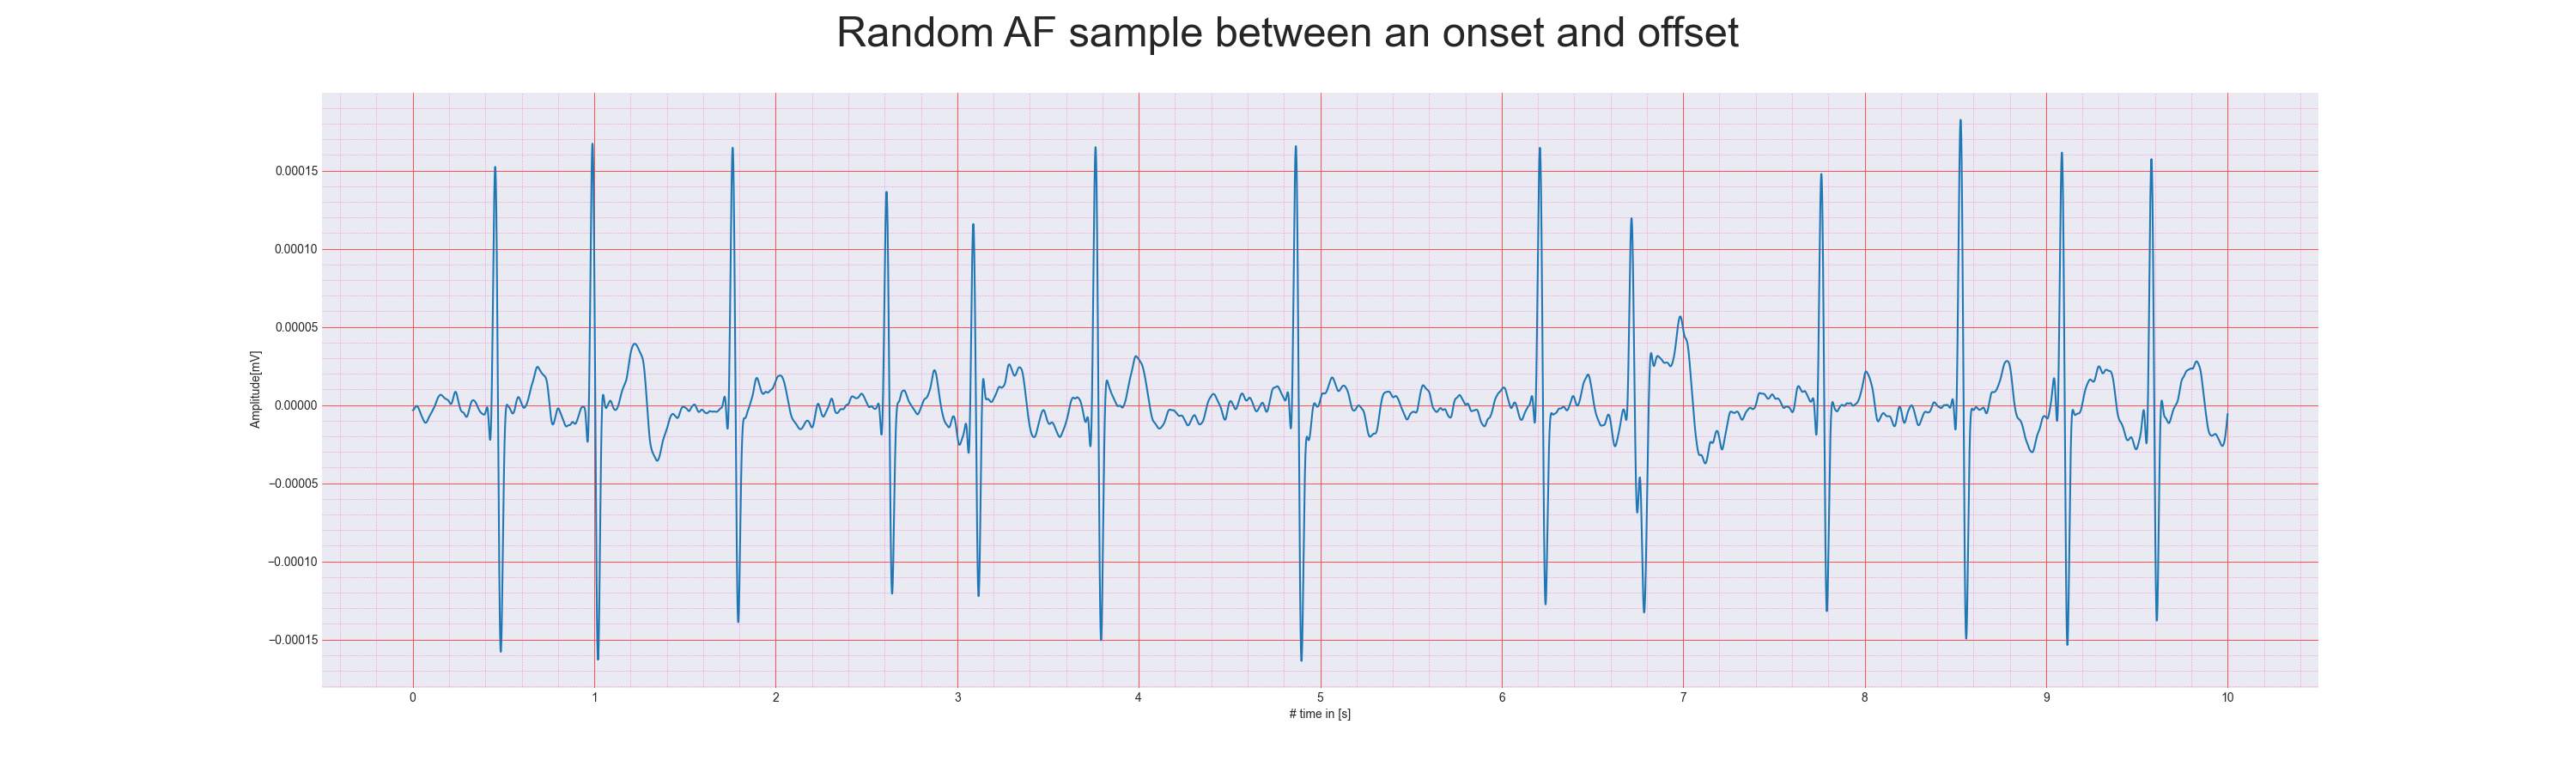 Random AF sample between an onset and offset
0.00015
0.00010
0.00005
0.00000
−0.00005
−0.00010
−0.00015
Amplitude[mV]
0 1 2 3 4 5 6 7 8 9 10
# time in [s]